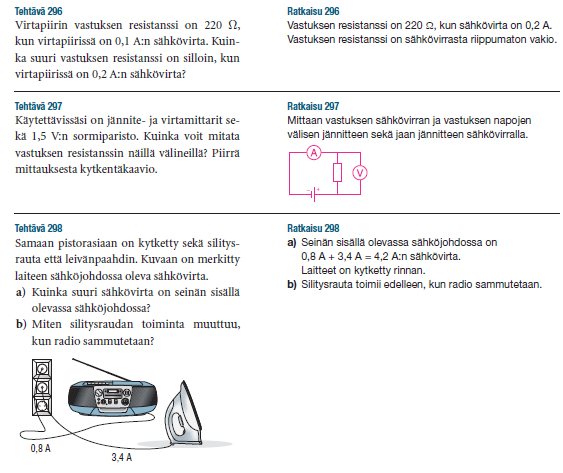 Tehtävä 296
Virtapiirin vastuksen resistanssi on 220 Ω,
kun virtapiirissä on 0,1 A:n sähkövirta. Kuin-
ka suuri vastuksen resistanssi on silloin, kun
virtapiirissä on 0,2 A:n sähkövirta?
Ratkaisu 296
Vastuksen resistanssi on 220 Ω, kun sähkövirta on 0,2 A.
Vastuksen resistanssi on sähkövirrasta riippumaton vakio.
Tehtävä 297
Käytettävissäsi on jännite- ja virtamittarit se-
kä 1,5 V:n sormiparisto. Kuinka voit mitata
vastuksen resistanssin näillä välineillä? Piirrä
mittauksesta kytkentäkaavio.
Ratkaisu 297
Mittaan vastuksen sähkövirran ja vastuksen napojen
välisen jännitteen sekä jaan jännitteen sähkövirralla.
A
V
- +
Tehtävä 298
Samaan pistorasiaan on kytketty sekä silitys-
rauta että leivänpaahdin. Kuvaan on merkitty
laiteen sähköjohdossa oleva sähkövirta.
a) Kuinka suuri sähkövirta on seinän sisällä
olevassa sähköjohdossa?
b) Miten silitysraudan toiminta muuttuu,
kun radio sammutetaan?
0,8 A
3,4 A
Ratkaisu 298
a) Seinän sisällä olevassa sähköjohdossa on
0,8 A + 3,4 A = 4,2 A:n sähkövirta.
Laitteet on kytketty rinnan.
b) Silitysrauta toimii edelleen, kun radio sammutetaan.